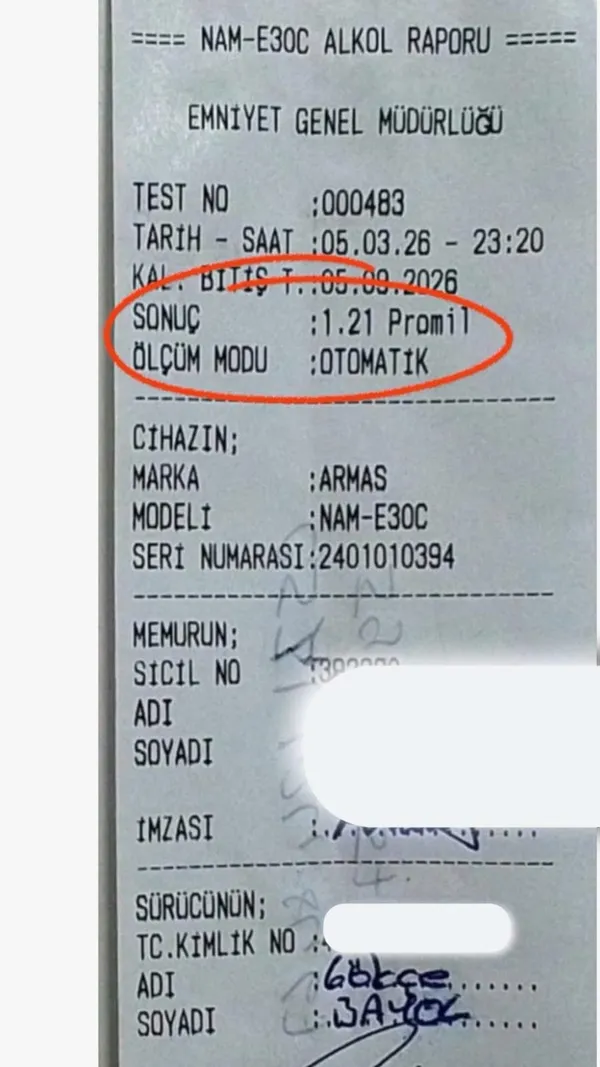 ==== NAM-E30C ALKOL RAPORU =====
EMNİYET GENEL MÜDÜRLÜĞÜ
TEST NO :000483
TARİH - SAAT :05.03.26 - 23:20
KAL. BİTİŞ T.:05.09.2026
SONUÇ :1.21 Promil
ÖLÇÜM MODU :OTOMATİK
CİHAZIN;
MARKA :ARMAS
MODELİ :NAM-E30C
SERİ NUMARASI:2401010394
MEMURUN;
SİCİL NO
ADI
SOYADI
İMZASI :
SÜRÜCÜNÜN;
TC.KİMLİK NO :
ADI :Gökçe.......
SOYADI :.BAYOL......